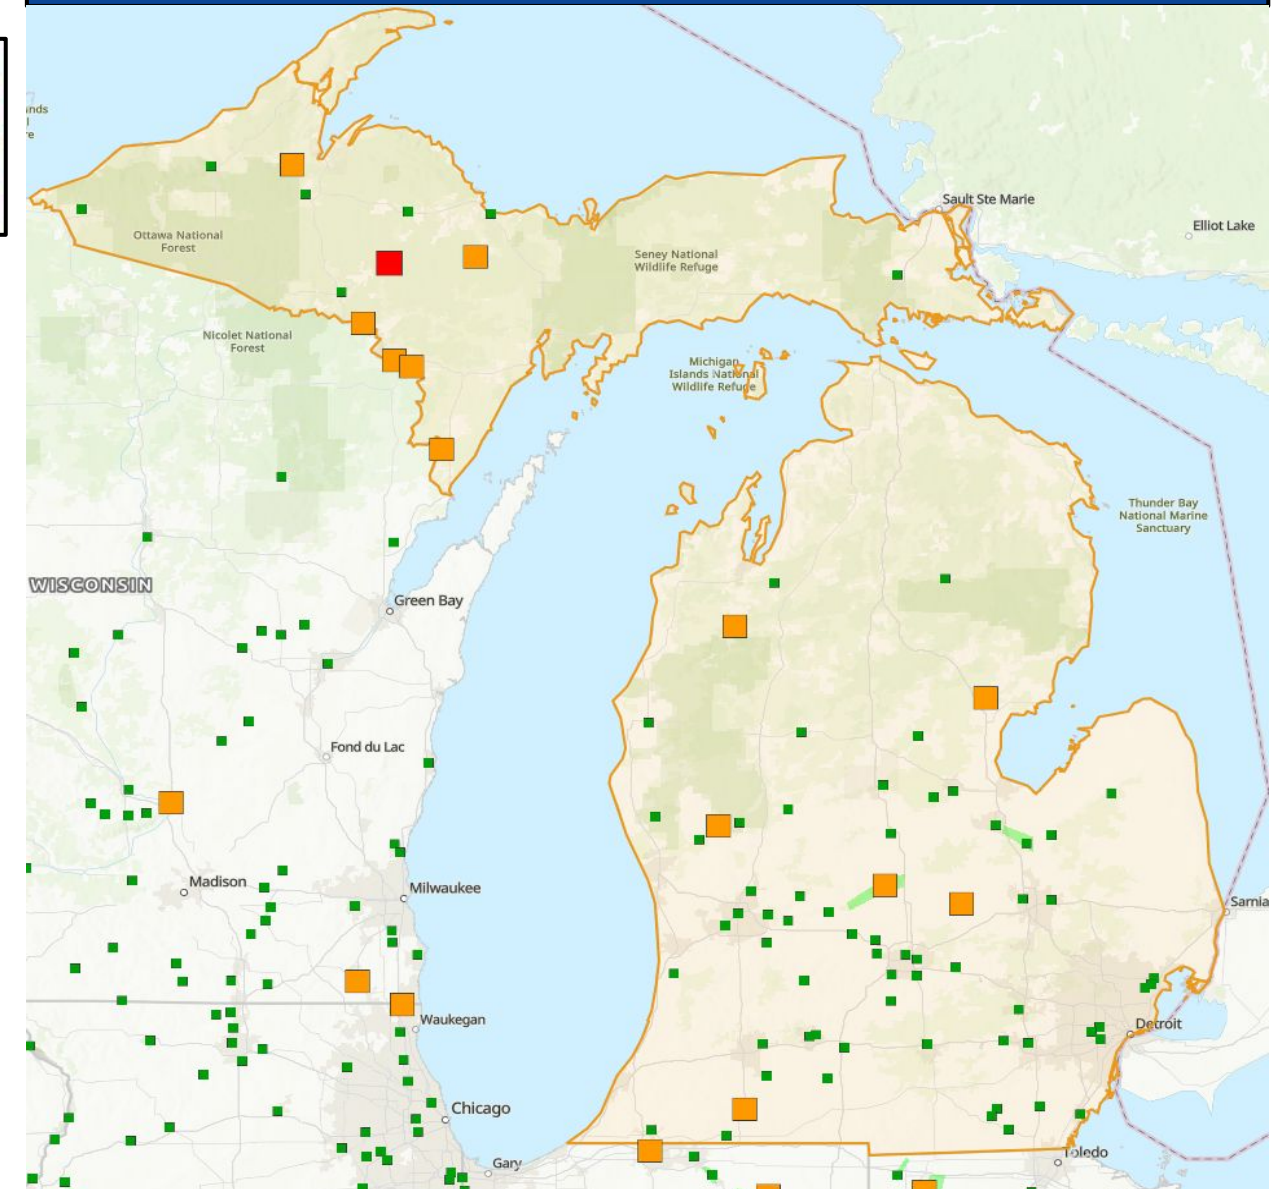 Sault Ste Marie
Elliot Lake
Ottawa National
Forest
Seney National
Wildlife Refuge
Nicolet National
Forest
Michigan
Islands National
Wildlife Refuge
Thunder Bay
National Marine
Sanctuary
WISCONSIN
Green Bay
Fond du Lac
Madison
Milwaukee
Sarnia
Waukegan
Detroit
Chicago
Toledo
Gary